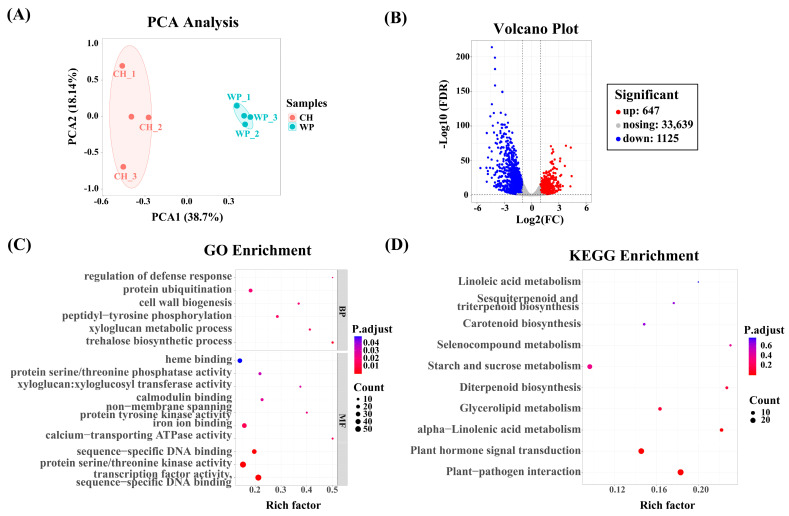 (A)
PCA Analysis
1.0
0.5
0.0
-0.5
-1.0
PCA2 (18.14%)
-0.6
-0.3
0.0
0.3
PCA1 (38.7%)
CH_1
CH_2
CH_3
WP_1
WP_3
WP_2
Samples
CH
WP
(B)
Volcano Plot
200
150
100
50
0
-Log10 (FDR)
-6
-3
0
3
6
Log2(FC)
Significant
up: 647
nosing: 33,639
down: 1125
(C)
GO Enrichment
regulation of defense response
protein ubiquitination
cell wall biogenesis
peptidyl−tyrosine phosphorylation
xyloglucan metabolic process
trehalose biosynthetic process
BP
heme binding
protein serine/threonine phosphatase activity
xyloglucan:xyloglucosyl transferase activity
calmodulin binding
non−membrane spanning
protein tyrosine kinase activity
iron ion binding
calcium−transporting ATPase activity
sequence−specific DNA binding
protein serine/threonine kinase activity
transcription factor activity,
sequence−specific DNA binding
MF
0.2
0.3
0.4
0.5
Rich factor
P.adjust
0.04
0.03
0.02
0.01
Count
10
20
30
40
50
(D)
KEGG Enrichment
Linoleic acid metabolism
Sesquiterpenoid and
triterpenoid biosynthesis
Carotenoid biosynthesis
Selenocompound metabolism
Starch and sucrose metabolism
Diterpenoid biosynthesis
Glycerolipid metabolism
alpha−Linolenic acid metabolism
Plant hormone signal transduction
Plant−pathogen interaction
0.12
0.16
0.20
Rich factor
P.adjust
0.6
0.4
0.2
Count
10
20